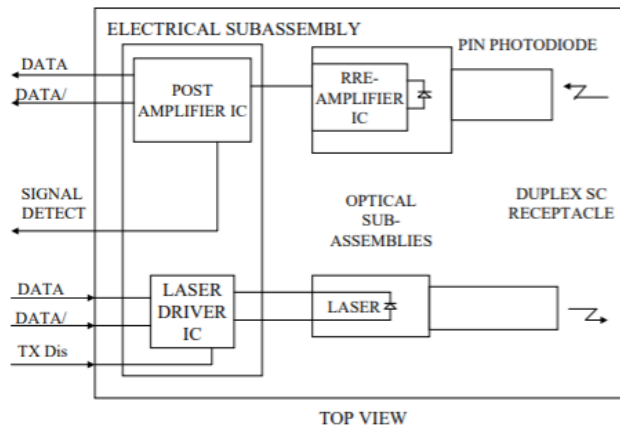 ELECTRICAL SUBASSEMBLY
DATA
DATA/
POST
AMPLIFIER IC
RRE-
AMPLIFIER
IC
PIN PHOTODIODE
SIGNAL
DETECT
OPTICAL
SUB-
ASSEMBLIES
DUPLEX SC
RECEPTACLE
DATA
DATA/
TX Dis
LASER
DRIVER
IC
LASER
TOP VIEW